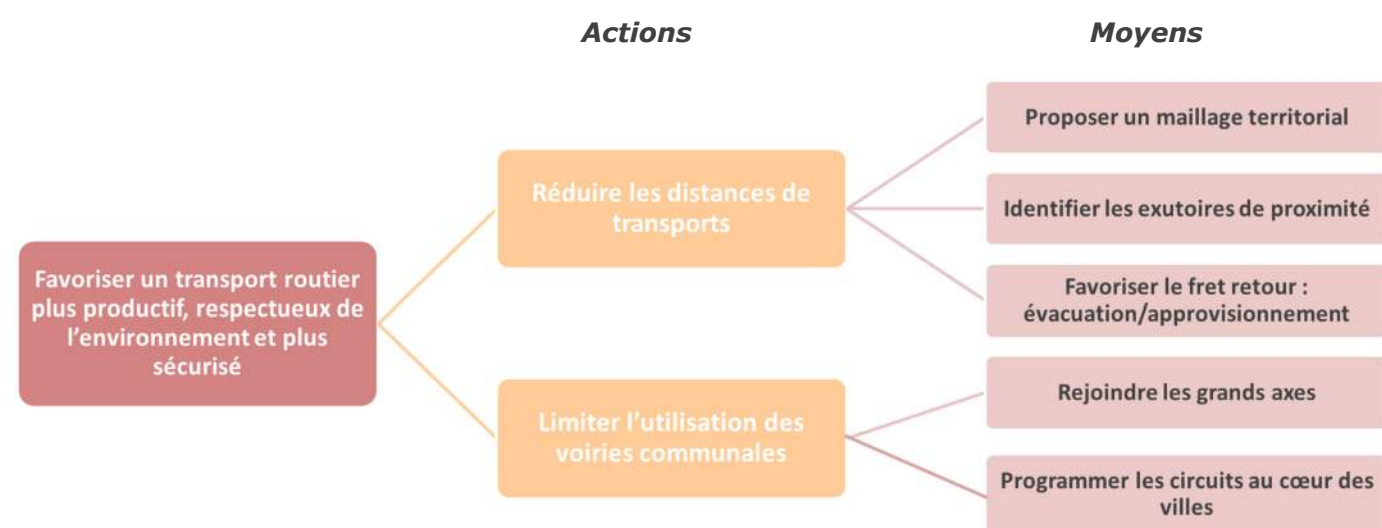 Actions
Moyens
Favoriser un transport routier
plus productif, respectueux de
l'environnement et plus
sécurisé
Réduire les distances de
transports
Proposer un maillage territorial
Identifier les exutoires de proximité
Favoriser le fret retour :
évacuation/approvisionnement
Limiter l'utilisation des
voiries communales
Rejoindre les grands axes
Programmer les circuits au cœur des
villes